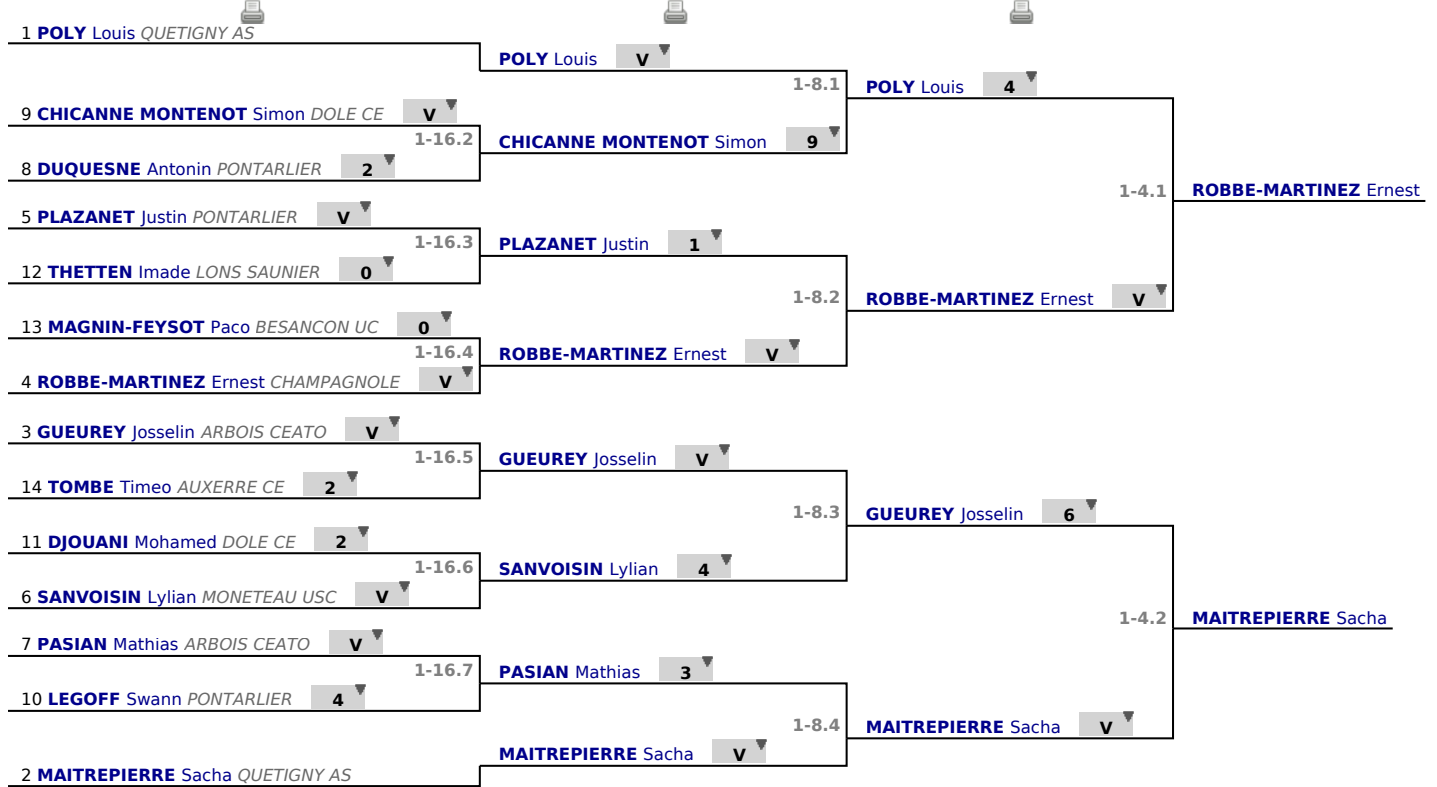 1 POLY Louis QUETIGNY AS
9 CHICANNE MONTENOT Simon DOLE CE V
1-16.2
8 DUQUESNE Antonin PONTARLIER 2
5 PLAZANET Justin PONTARLIER V
1-16.3
12 THETTEN Imade LONS SAUNIER 0
13 MAGNIN-FEYSOT Paco BESANCON UC 0
1-16.4
4 ROBBE-MARTINEZ Ernest CHAMPAGNOLE V
3 GUEUREY Josselin ARBOIS CEATO V
1-16.5
14 TOMBE Timeo AUXERRE CE 2
11 DJOUANI Mohamed DOLE CE 2
1-16.6
6 SANVOISIN Lylian MONETEAU USC V
7 PASIAN Mathias ARBOIS CEATO V
1-16.7
10 LEGOFF Swann PONTARLIER 4
2 MAITREPIERRE Sacha QUETIGNY AS
POLY Louis V
1-8.1
CHICANNE MONTENOT Simon 9
PLAZANET Justin 1
1-8.2
ROBBE-MARTINEZ Ernest V
GUEUREY Josselin V
1-8.3
SANVOISIN Lylian 4
PASIAN Mathias 3
1-8.4
MAITREPIERRE Sacha V
POLY Louis 4
1-4.1
ROBBE-MARTINEZ Ernest V
GUEUREY Josselin 6
1-4.2
MAITREPIERRE Sacha V
ROBBE-MARTINEZ Ernest
MAITREPIERRE Sacha